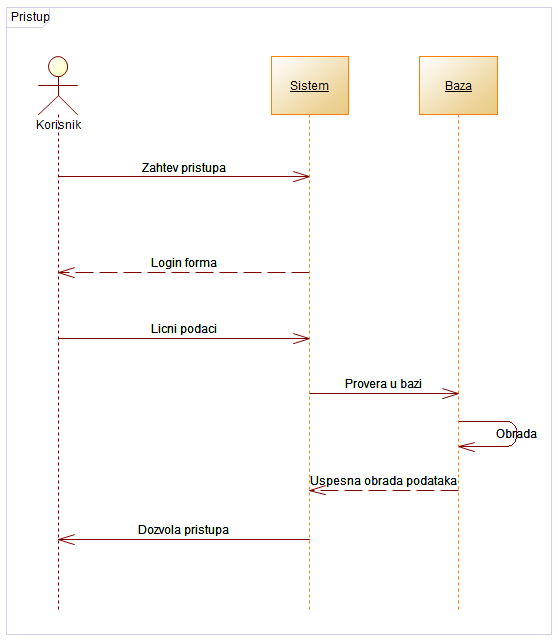 Pristup
Sistem
Baza
Korisnik
Zahtev pristupa
Login forma
Licni podaci
Provera u bazi
Obrada
Uspesna obrada podataka
Dozvola pristupa